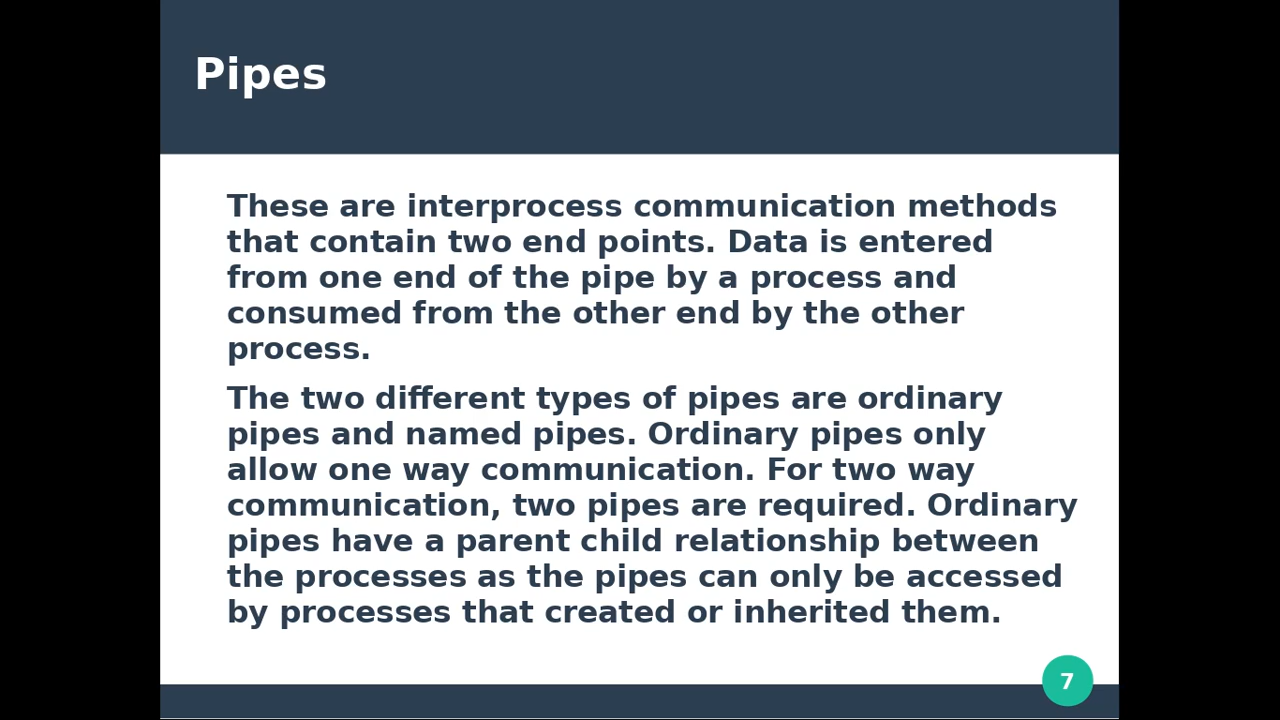 Pipes
These are interprocess communication methods
that contain two end points. Data is entered
from one end of the pipe by a process and
consumed from the other end by the other
process.
The two different types of pipes are ordinary
pipes and named pipes. Ordinary pipes only
allow one way communication. For two way
communication, two pipes are required. Ordinary
pipes have a parent child relationship between
the processes as the pipes can only be accessed
by processes that created or inherited them.
7